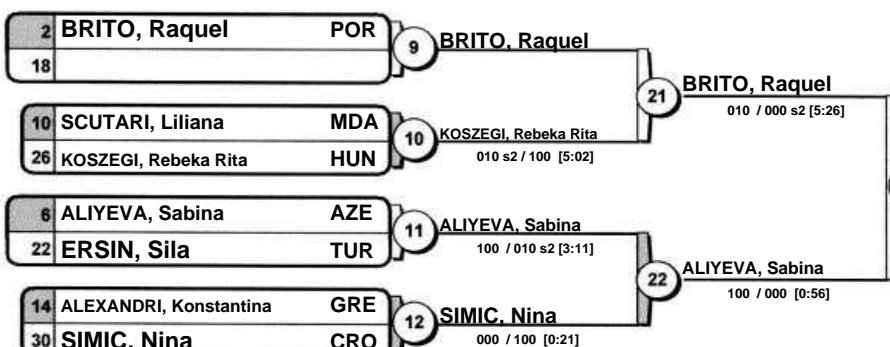 2 BRITO, Raquel POR
18
9
BRITO, Raquel
10 SCUTARI, Liliana MDA
26 KOSZEGI, Rebeka Rita HUN
10
KOSZEGI, Rebeka Rita
010 s2 / 100 [5:02]
21
BRITO, Raquel
010 / 000 s2 [5:26]
6 ALIYEVA, Sabina AZE
22 ERSIN, Sila TUR
11
ALIYEVA, Sabina
100 / 010 s2 [3:11]
14 ALEXANDRI, Konstantina GRE
30 SIMIC, Nina CRO
12
SIMIC, Nina
000 / 100 [0:21]
22
ALIYEVA, Sabina
100 / 000 [0:56]